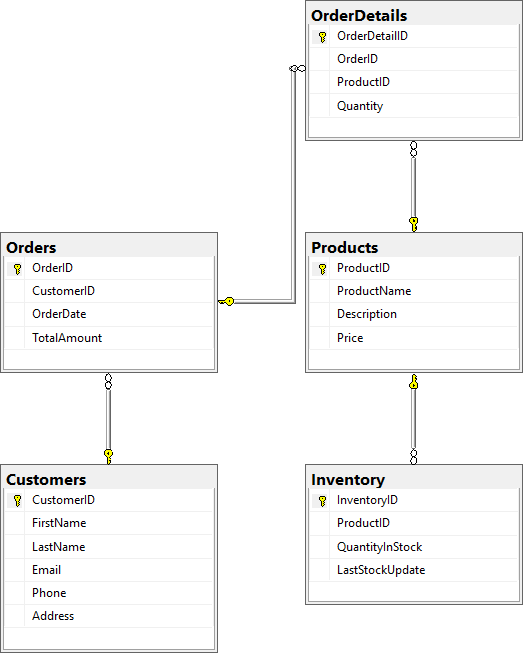 OrderDetails
OrderDetailID
OrderID
ProductID
Quantity
Orders
OrderID
CustomerID
OrderDate
TotalAmount
Products
ProductID
ProductName
Description
Price
Customers
CustomerID
FirstName
LastName
Email
Phone
Address
Inventory
InventoryID
ProductID
QuantityInStock
LastStockUpdate